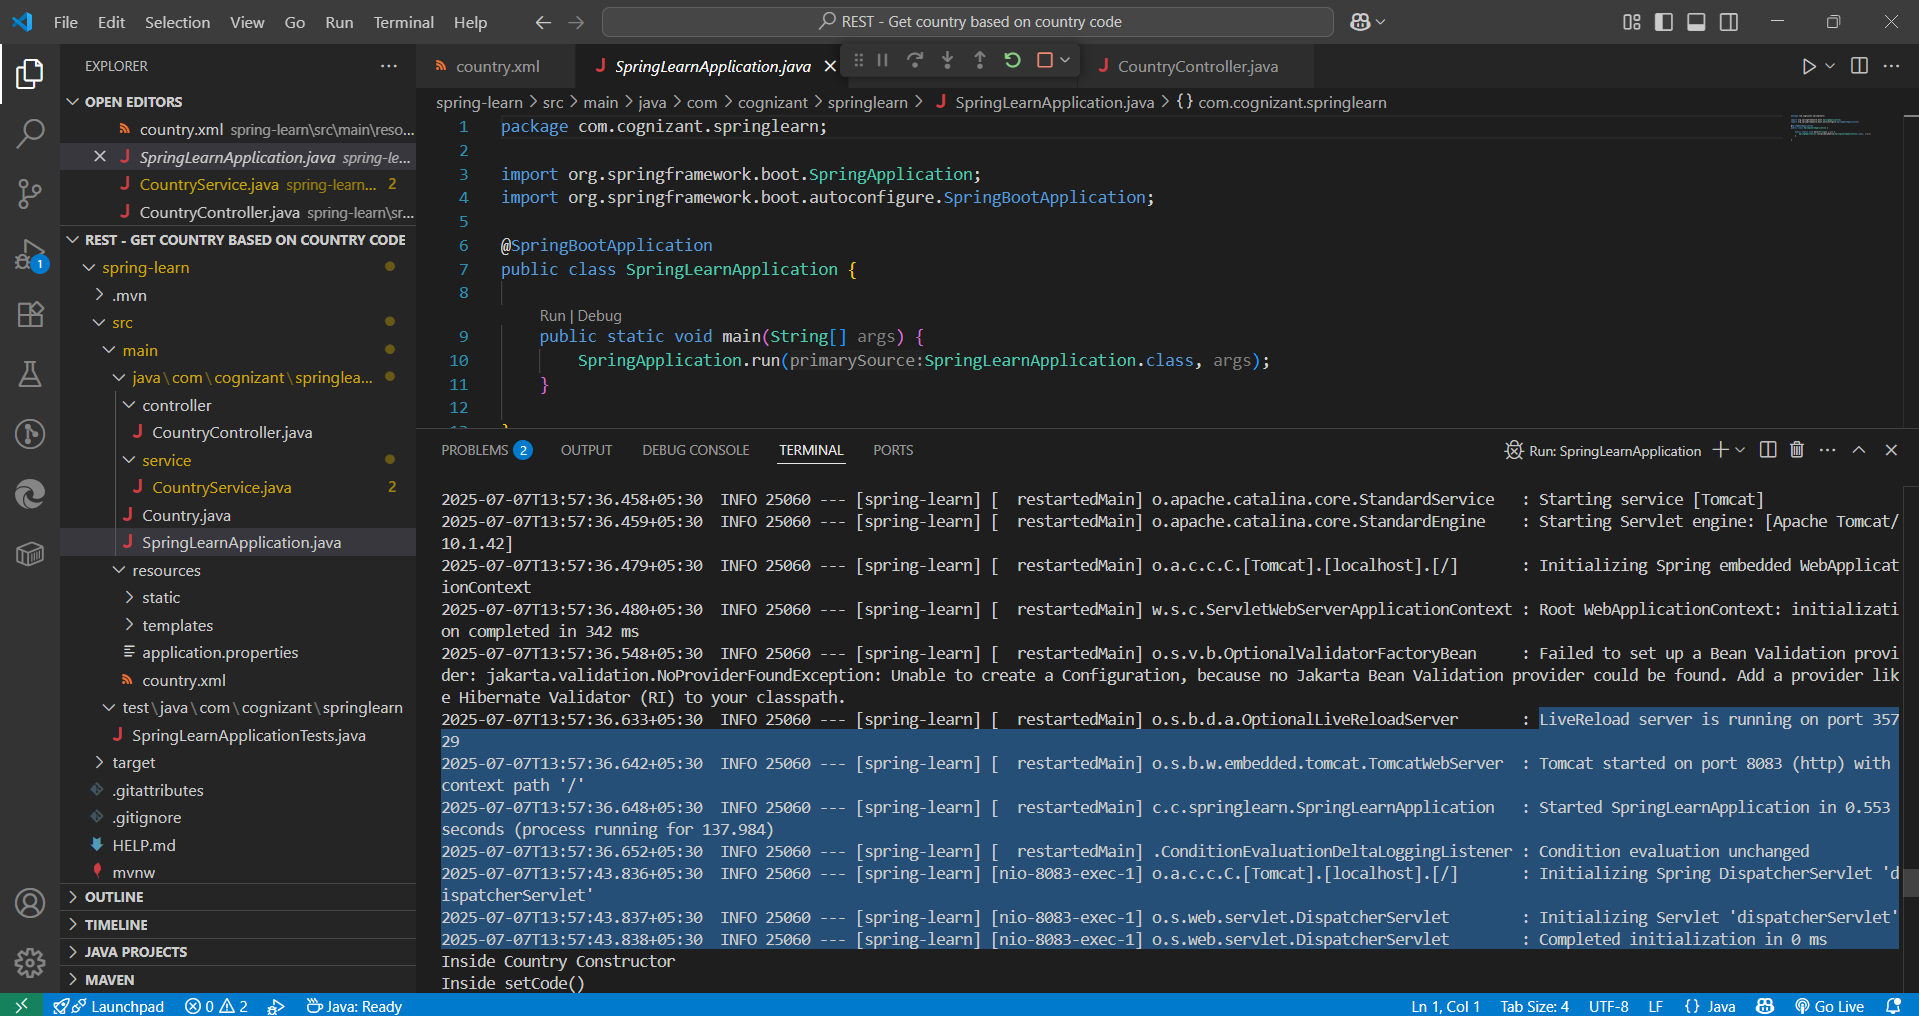 File Edit Selection View Go Run Terminal Help
REST - Get country based on country code
EXPLORER
OPEN EDITORS
country.xml spring-learn\src\main\reso...
SpringLearnApplication.java spring-le...
CountryService.java spring-learn... 2
CountryController.java spring-learn\sr...
REST - GET COUNTRY BASED ON COUNTRY CODE
spring-learn
.mvn
src
main
java\com\cognizant\springlea...
controller
CountryController.java
service
CountryService.java 2
Country.java
SpringLearnApplication.java
resources
static
templates
application.properties
country.xml
test\java\com\cognizant\springlearn
SpringLearnApplicationTests.java
target
.gitattributes
.gitignore
HELP.md
mvnw
OUTLINE
TIMELINE
JAVA PROJECTS
MAVEN
1
country.xml
SpringLearnApplication.java
CountryController.java
spring-learn > src > main > java > com > cognizant > springlearn > SpringLearnApplication.java > {} com.cognizant.springlearn
1 package com.cognizant.springlearn;
2
3 import org.springframework.boot.SpringApplication;
4 import org.springframework.boot.autoconfigure.SpringBootApplication;
5
6 @SpringBootApplication
7 public class SpringLearnApplication {
8
Run | Debug
9 public static void main(String[] args) {
10 SpringApplication.run(primarySource:SpringLearnApplication.class, args);
11 }
12
PROBLEMS 2 OUTPUT DEBUG CONSOLE TERMINAL PORTS
Run: SpringLearnApplication
2025-07-07T13:57:36.458+05:30 INFO 25060 --- [spring-learn] [ restartedMain] o.apache.catalina.core.StandardService : Starting service [Tomcat]
2025-07-07T13:57:36.459+05:30 INFO 25060 --- [spring-learn] [ restartedMain] o.apache.catalina.core.StandardEngine : Starting Servlet engine: [Apache Tomcat/
10.1.42]
2025-07-07T13:57:36.479+05:30 INFO 25060 --- [spring-learn] [ restartedMain] o.a.c.c.C.[Tomcat].[localhost].[/] : Initializing Spring embedded WebApplicat
ionContext
2025-07-07T13:57:36.480+05:30 INFO 25060 --- [spring-learn] [ restartedMain] w.s.c.ServletWebServerApplicationContext : Root WebApplicationContext: initializati
on completed in 342 ms
2025-07-07T13:57:36.548+05:30 INFO 25060 --- [spring-learn] [ restartedMain] o.s.v.b.OptionalValidatorFactoryBean : Failed to set up a Bean Validation provi
der: jakarta.validation.NoProviderFoundException: Unable to create a Configuration, because no Jakarta Bean Validation provider could be found. Add a provider lik
e Hibernate Validator (RI) to your classpath.
2025-07-07T13:57:36.633+05:30 INFO 25060 --- [spring-learn] [ restartedMain] o.s.b.d.a.OptionalLiveReloadServer : LiveReload server is running on port 357
29
2025-07-07T13:57:36.642+05:30 INFO 25060 --- [spring-learn] [ restartedMain] o.s.b.w.embedded.tomcat.TomcatWebServer : Tomcat started on port 8083 (http) with
context path '/'
2025-07-07T13:57:36.648+05:30 INFO 25060 --- [spring-learn] [ restartedMain] c.c.springlearn.SpringLearnApplication : Started SpringLearnApplication in 0.553
seconds (process running for 137.984)
2025-07-07T13:57:36.652+05:30 INFO 25060 --- [spring-learn] [ restartedMain] .ConditionEvaluationDeltaLoggingListener : Condition evaluation unchanged
2025-07-07T13:57:43.836+05:30 INFO 25060 --- [spring-learn] [nio-8083-exec-1] o.a.c.c.C.[Tomcat].[localhost].[/] : Initializing Spring DispatcherServlet 'd
ispatcherServlet'
2025-07-07T13:57:43.837+05:30 INFO 25060 --- [spring-learn] [nio-8083-exec-1] o.s.web.servlet.DispatcherServlet : Initializing Servlet 'dispatcherServlet'
2025-07-07T13:57:43.838+05:30 INFO 25060 --- [spring-learn] [nio-8083-exec-1] o.s.web.servlet.DispatcherServlet : Completed initialization in 0 ms
Inside Country Constructor
Inside setCode()
Launchpad 0 2 Java: Ready Ln 1, Col 1 Tab Size: 4 UTF-8 LF {} Java Go Live